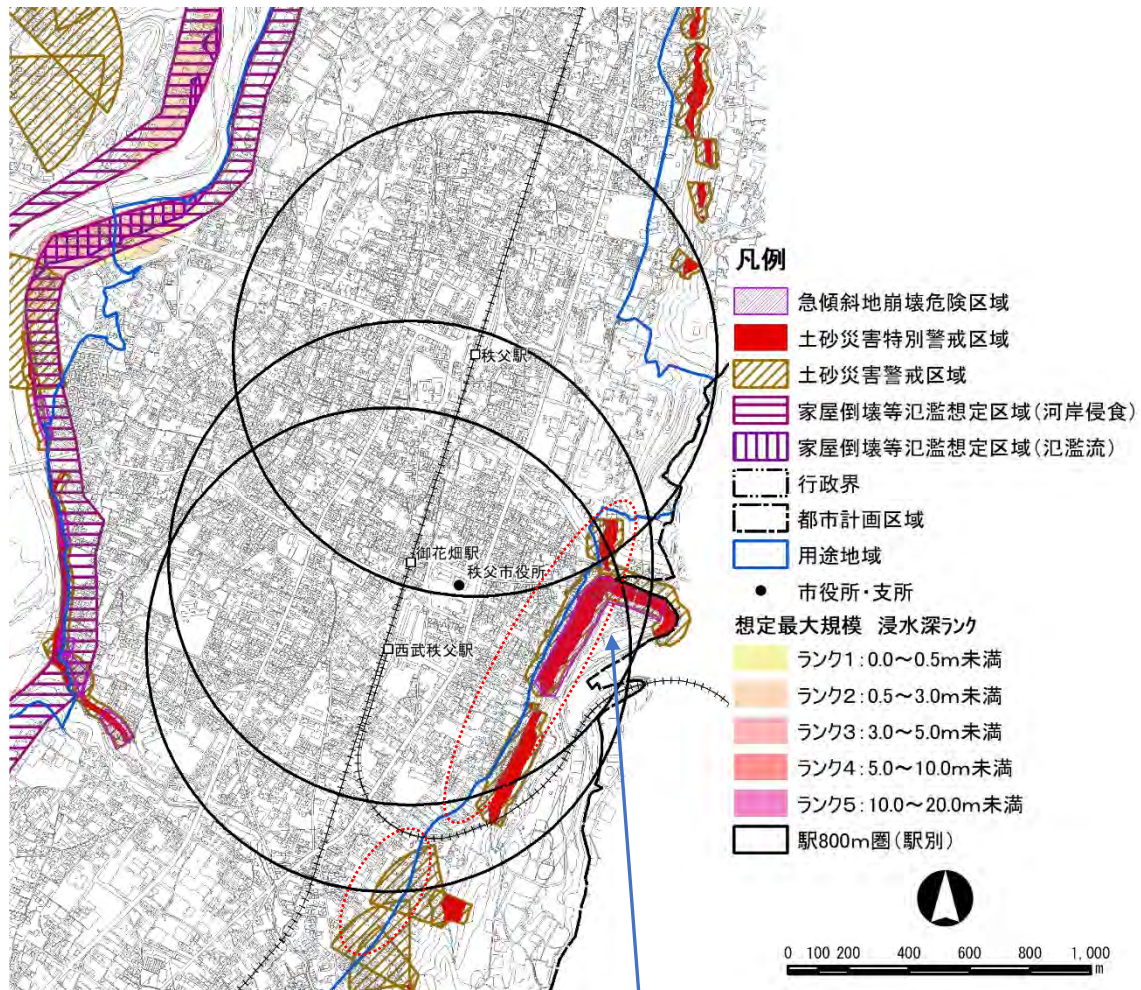 秩父駅
御花畑駅
秩父市役所
西武秩父駅
凡例
急傾斜地崩壊危険区域
土砂災害特別警戒区域
土砂災害警戒区域
家屋倒壊等氾濫想定区域(河岸侵食)
家屋倒壊等氾濫想定区域(氾濫流)
行政界
都市計画区域
用途地域
市役所・支所
想定最大規模 浸水深ランク
ランク1:0.0~0.5m未満
ランク2:0.5~3.0m未満
ランク3:3.0~5.0m未満
ランク4:5.0~10.0m未満
ランク5:10.0~20.0m未満
駅800m圏(駅別)
0 100 200 400 600 800 1,000
m